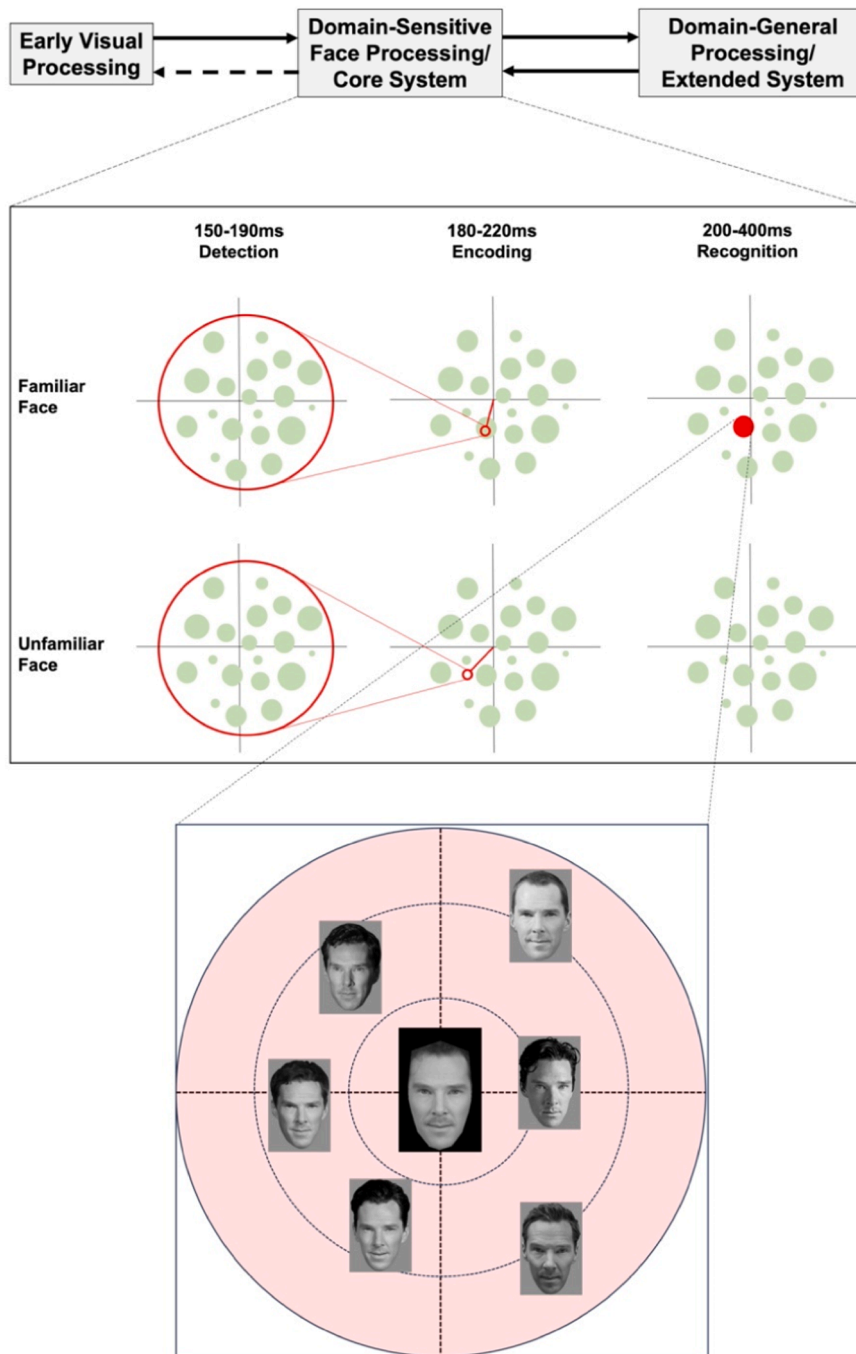 Early Visual
Processing
Domain-Sensitive
Face Processing/
Core System
Domain-General
Processing/
Extended System
150-190ms
Detection
180-220ms
Encoding
200-400ms
Recognition
Familiar
Face
Unfamiliar
Face